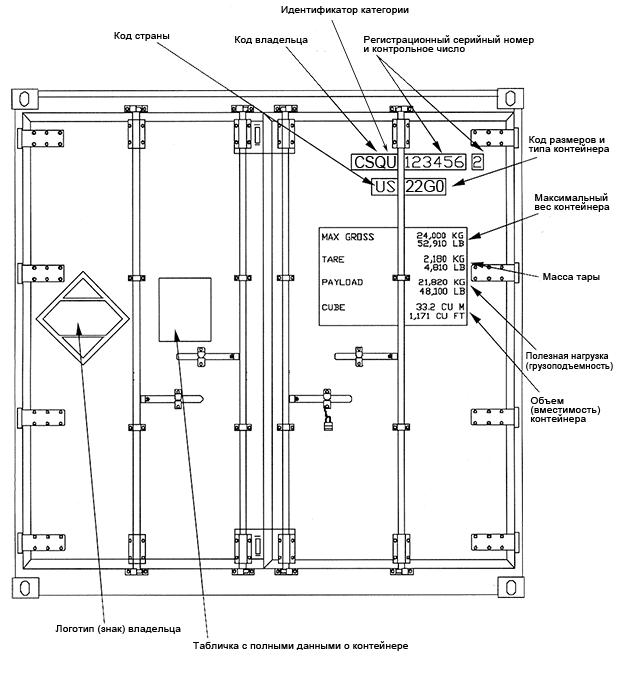 Идентификатор категории
Код страны
Код владельца
Регистрационный серийный номер
и контрольное число
CSQU 123456 2
US 22G0
Код размеров и
типа контейнера
Максимальный
вес контейнера
MAX GROSS 24,000 KG
52,910 LB
TARE 2,180 KG
4,810 LB
Масса тары
PAYLOAD 21,820 KG
48,100 LB
CUBE 33.2 CU M
1,171 CU FT
Полезная нагрузка
(грузоподъемность)
Объем
(вместимость)
контейнера
Логотип (знак) владельца
Табличка с полными данными о контейнере